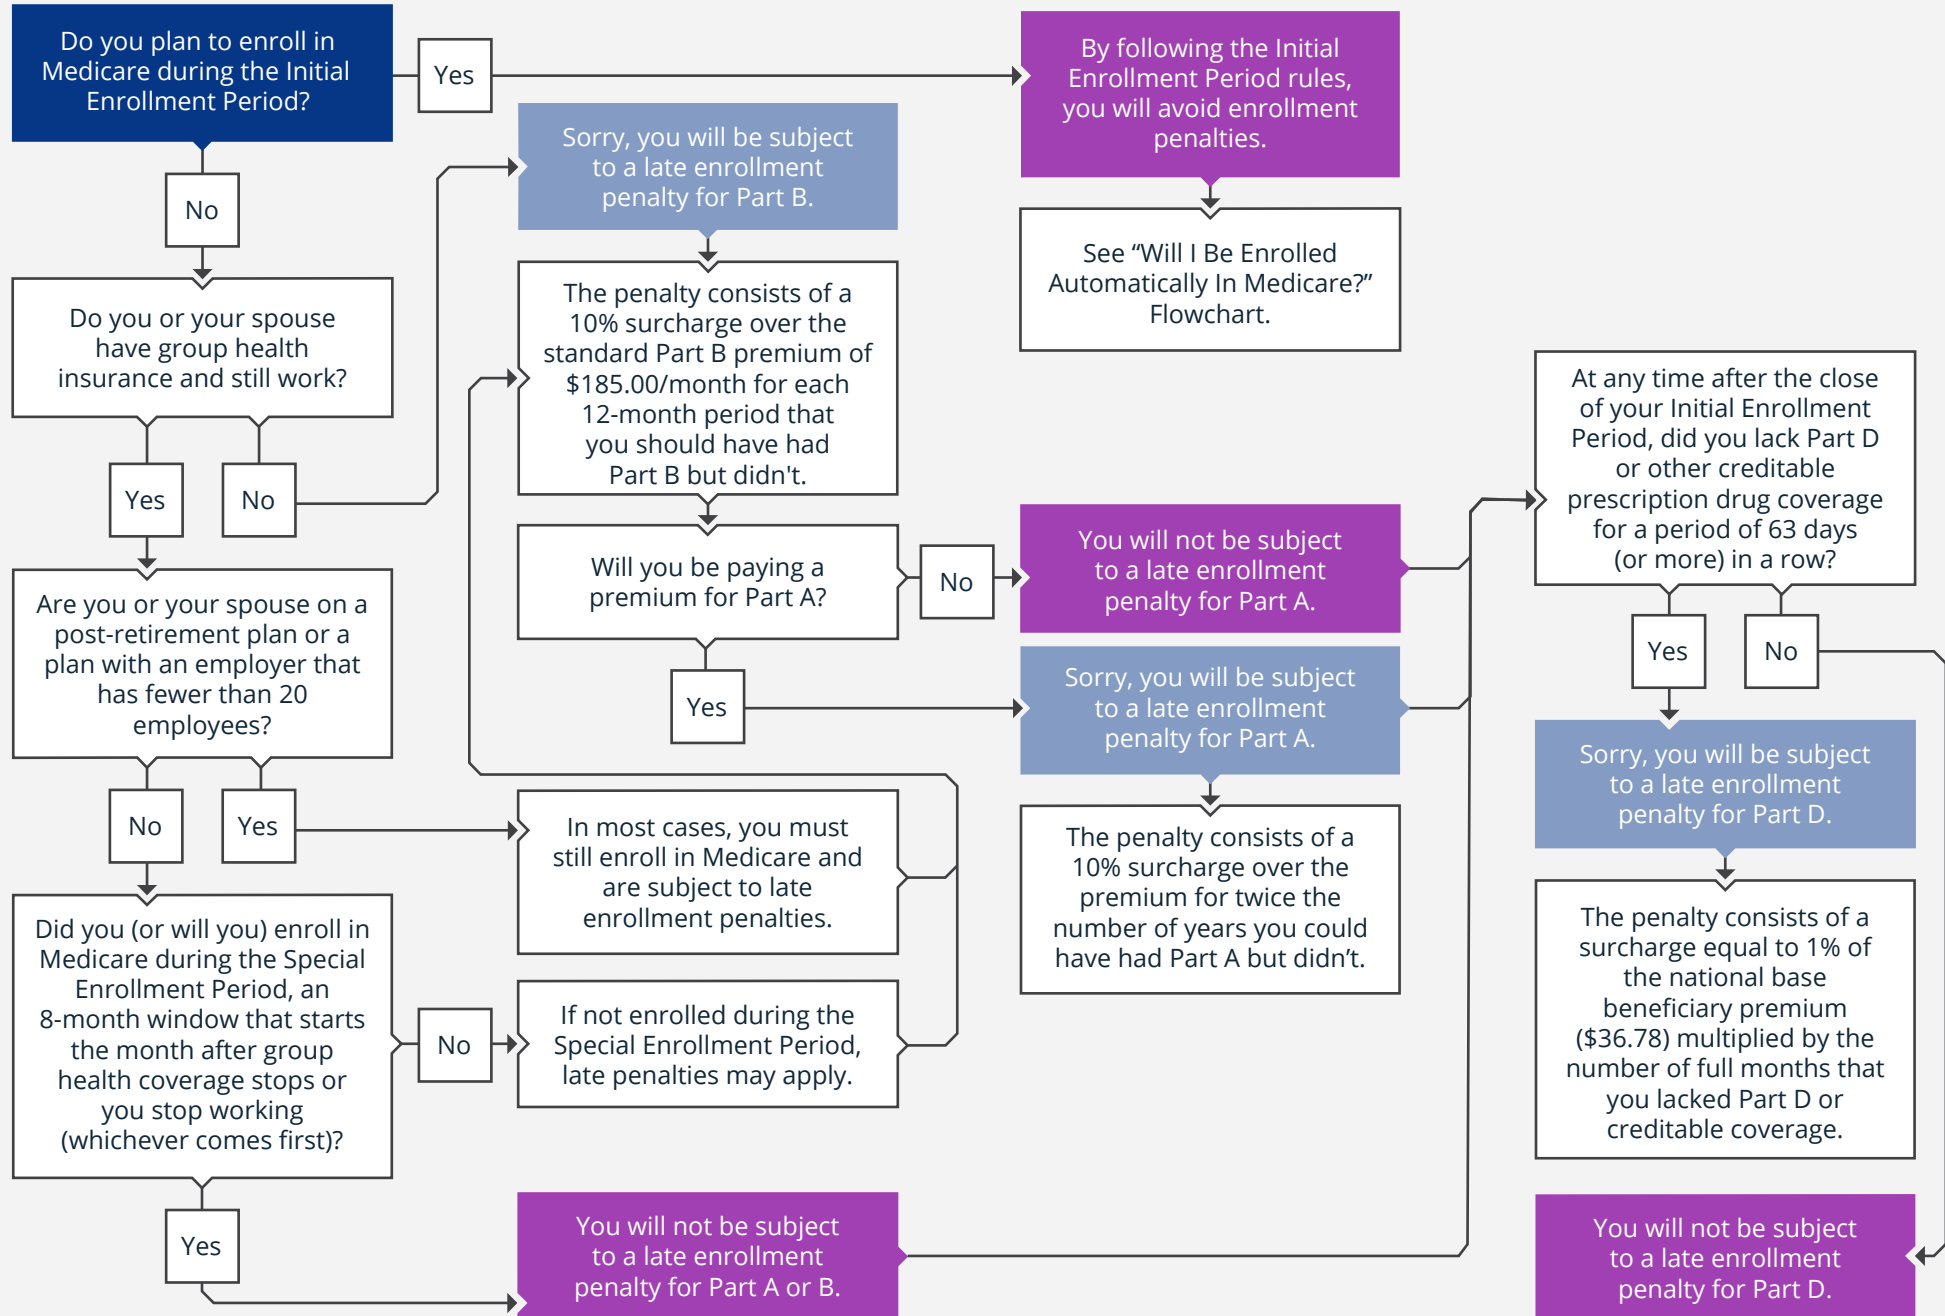 Do you plan to enroll in
Medicare during the Initial
Enrollment Period?
Yes
By following the Initial
Enrollment Period rules,
you will avoid enrollment
penalties.
See “Will I Be Enrolled
Automatically In Medicare?”
Flowchart.
No
Do you or your spouse
have group health
insurance and still work?
Yes
No
Sorry, you will be subject
to a late enrollment
penalty for Part B.
The penalty consists of a
10% surcharge over the
standard Part B premium of
$185.00/month for each
12-month period that
you should have had
Part B but didn't.
Will you be paying a
premium for Part A?
No
You will not be subject
to a late enrollment
penalty for Part A.
Yes
Sorry, you will be subject
to a late enrollment
penalty for Part A.
The penalty consists of a
10% surcharge over the
premium for twice the
number of years you could
have had Part A but didn’t.
Are you or your spouse on a
post-retirement plan or a
plan with an employer that
has fewer than 20
employees?
No
Yes
In most cases, you must
still enroll in Medicare and
are subject to late
enrollment penalties.
Did you (or will you) enroll in
Medicare during the Special
Enrollment Period, an
8-month window that starts
the month after group
health coverage stops or
you stop working
(whichever comes first)?
No
If not enrolled during the
Special Enrollment Period,
late penalties may apply.
Yes
You will not be subject
to a late enrollment
penalty for Part A or B.
At any time after the close
of your Initial Enrollment
Period, did you lack Part D
or other creditable
prescription drug coverage
for a period of 63 days
(or more) in a row?
Yes
No
Sorry, you will be subject
to a late enrollment
penalty for Part D.
The penalty consists of a
surcharge equal to 1% of
the national base
beneficiary premium
($36.78) multiplied by the
number of full months that
you lacked Part D or
creditable coverage.
You will not be subject
to a late enrollment
penalty for Part D.